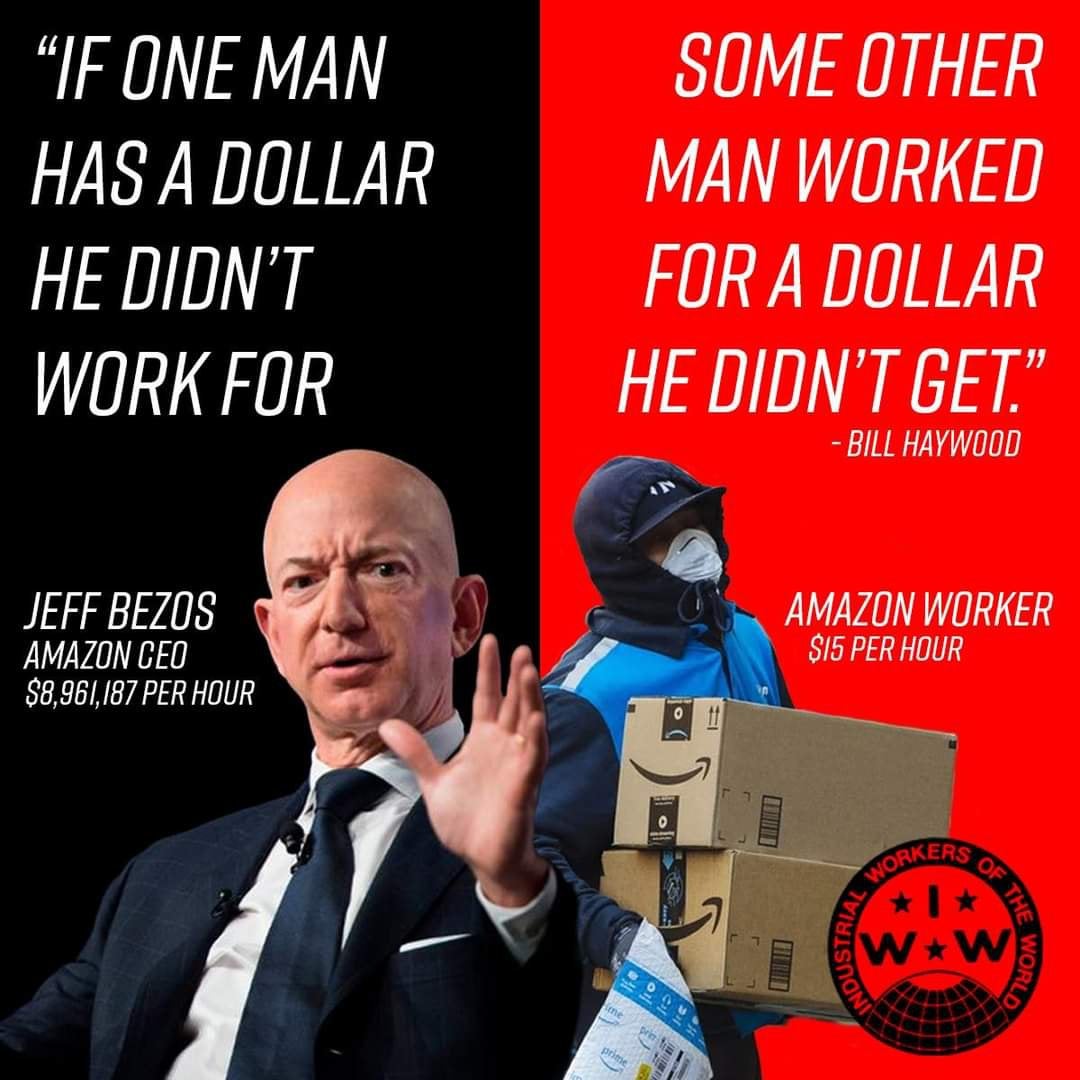 “IF ONE MAN
HAS A DOLLAR
HE DIDN’T
WORK FOR
SOME OTHER
MAN WORKED
FOR A DOLLAR
HE DIDN’T GET.”
- BILL HAYWOOD
JEFF BEZOS
AMAZON CEO
$8,961,187 PER HOUR
AMAZON WORKER
$15 PER HOUR
INDUSTRIAL WORKERS OF THE WORLD
I
W W
prime